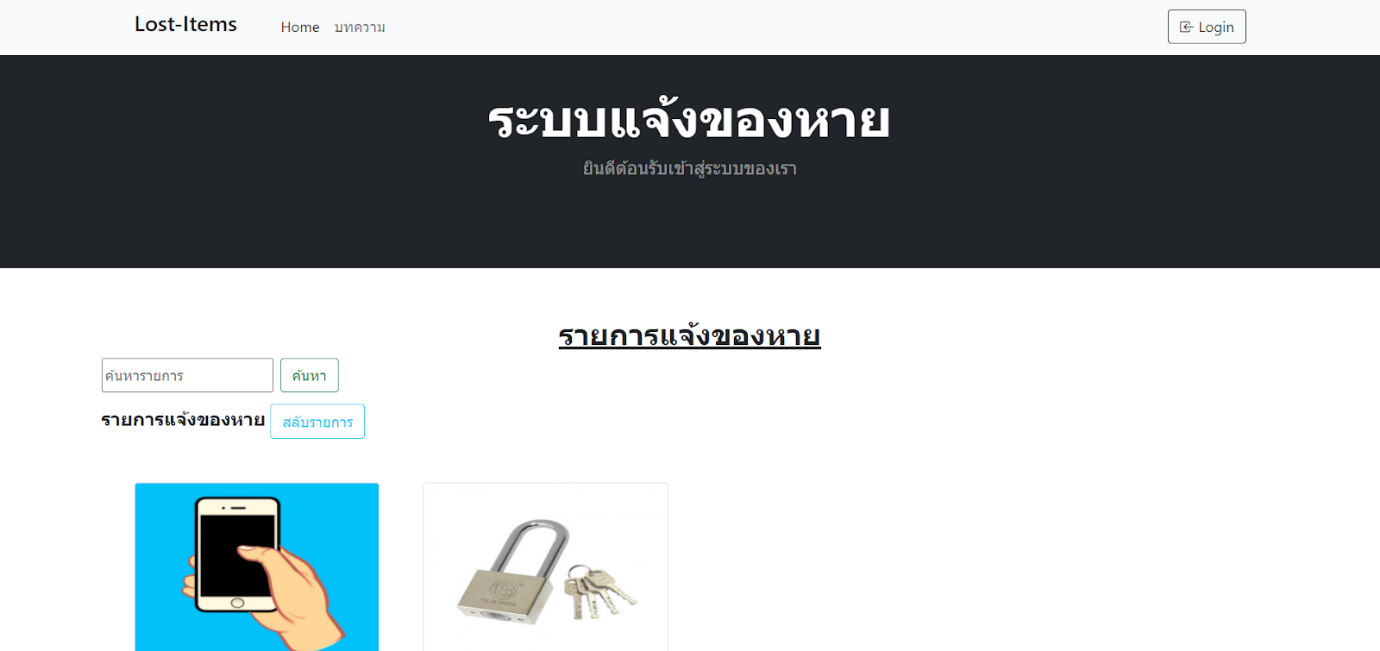 Lost-Items Home บทความ Login
ระบบแจ้งของหาย
ยินดีต้อนรับเข้าสู่ระบบของเรา
รายการแจ้งของหาย
ค้นหารายการ ค้นหา
รายการแจ้งของหาย สลับรายการ